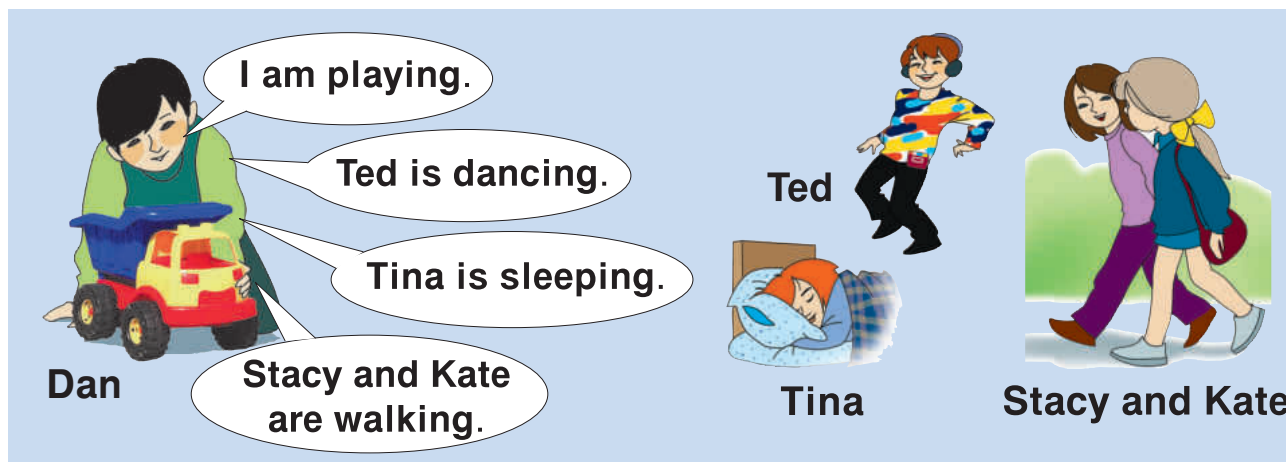 I am playing.
Ted is dancing.
Tina is sleeping.
Stacy and Kate
are walking.
Dan
Ted
Tina
Stacy and Kate